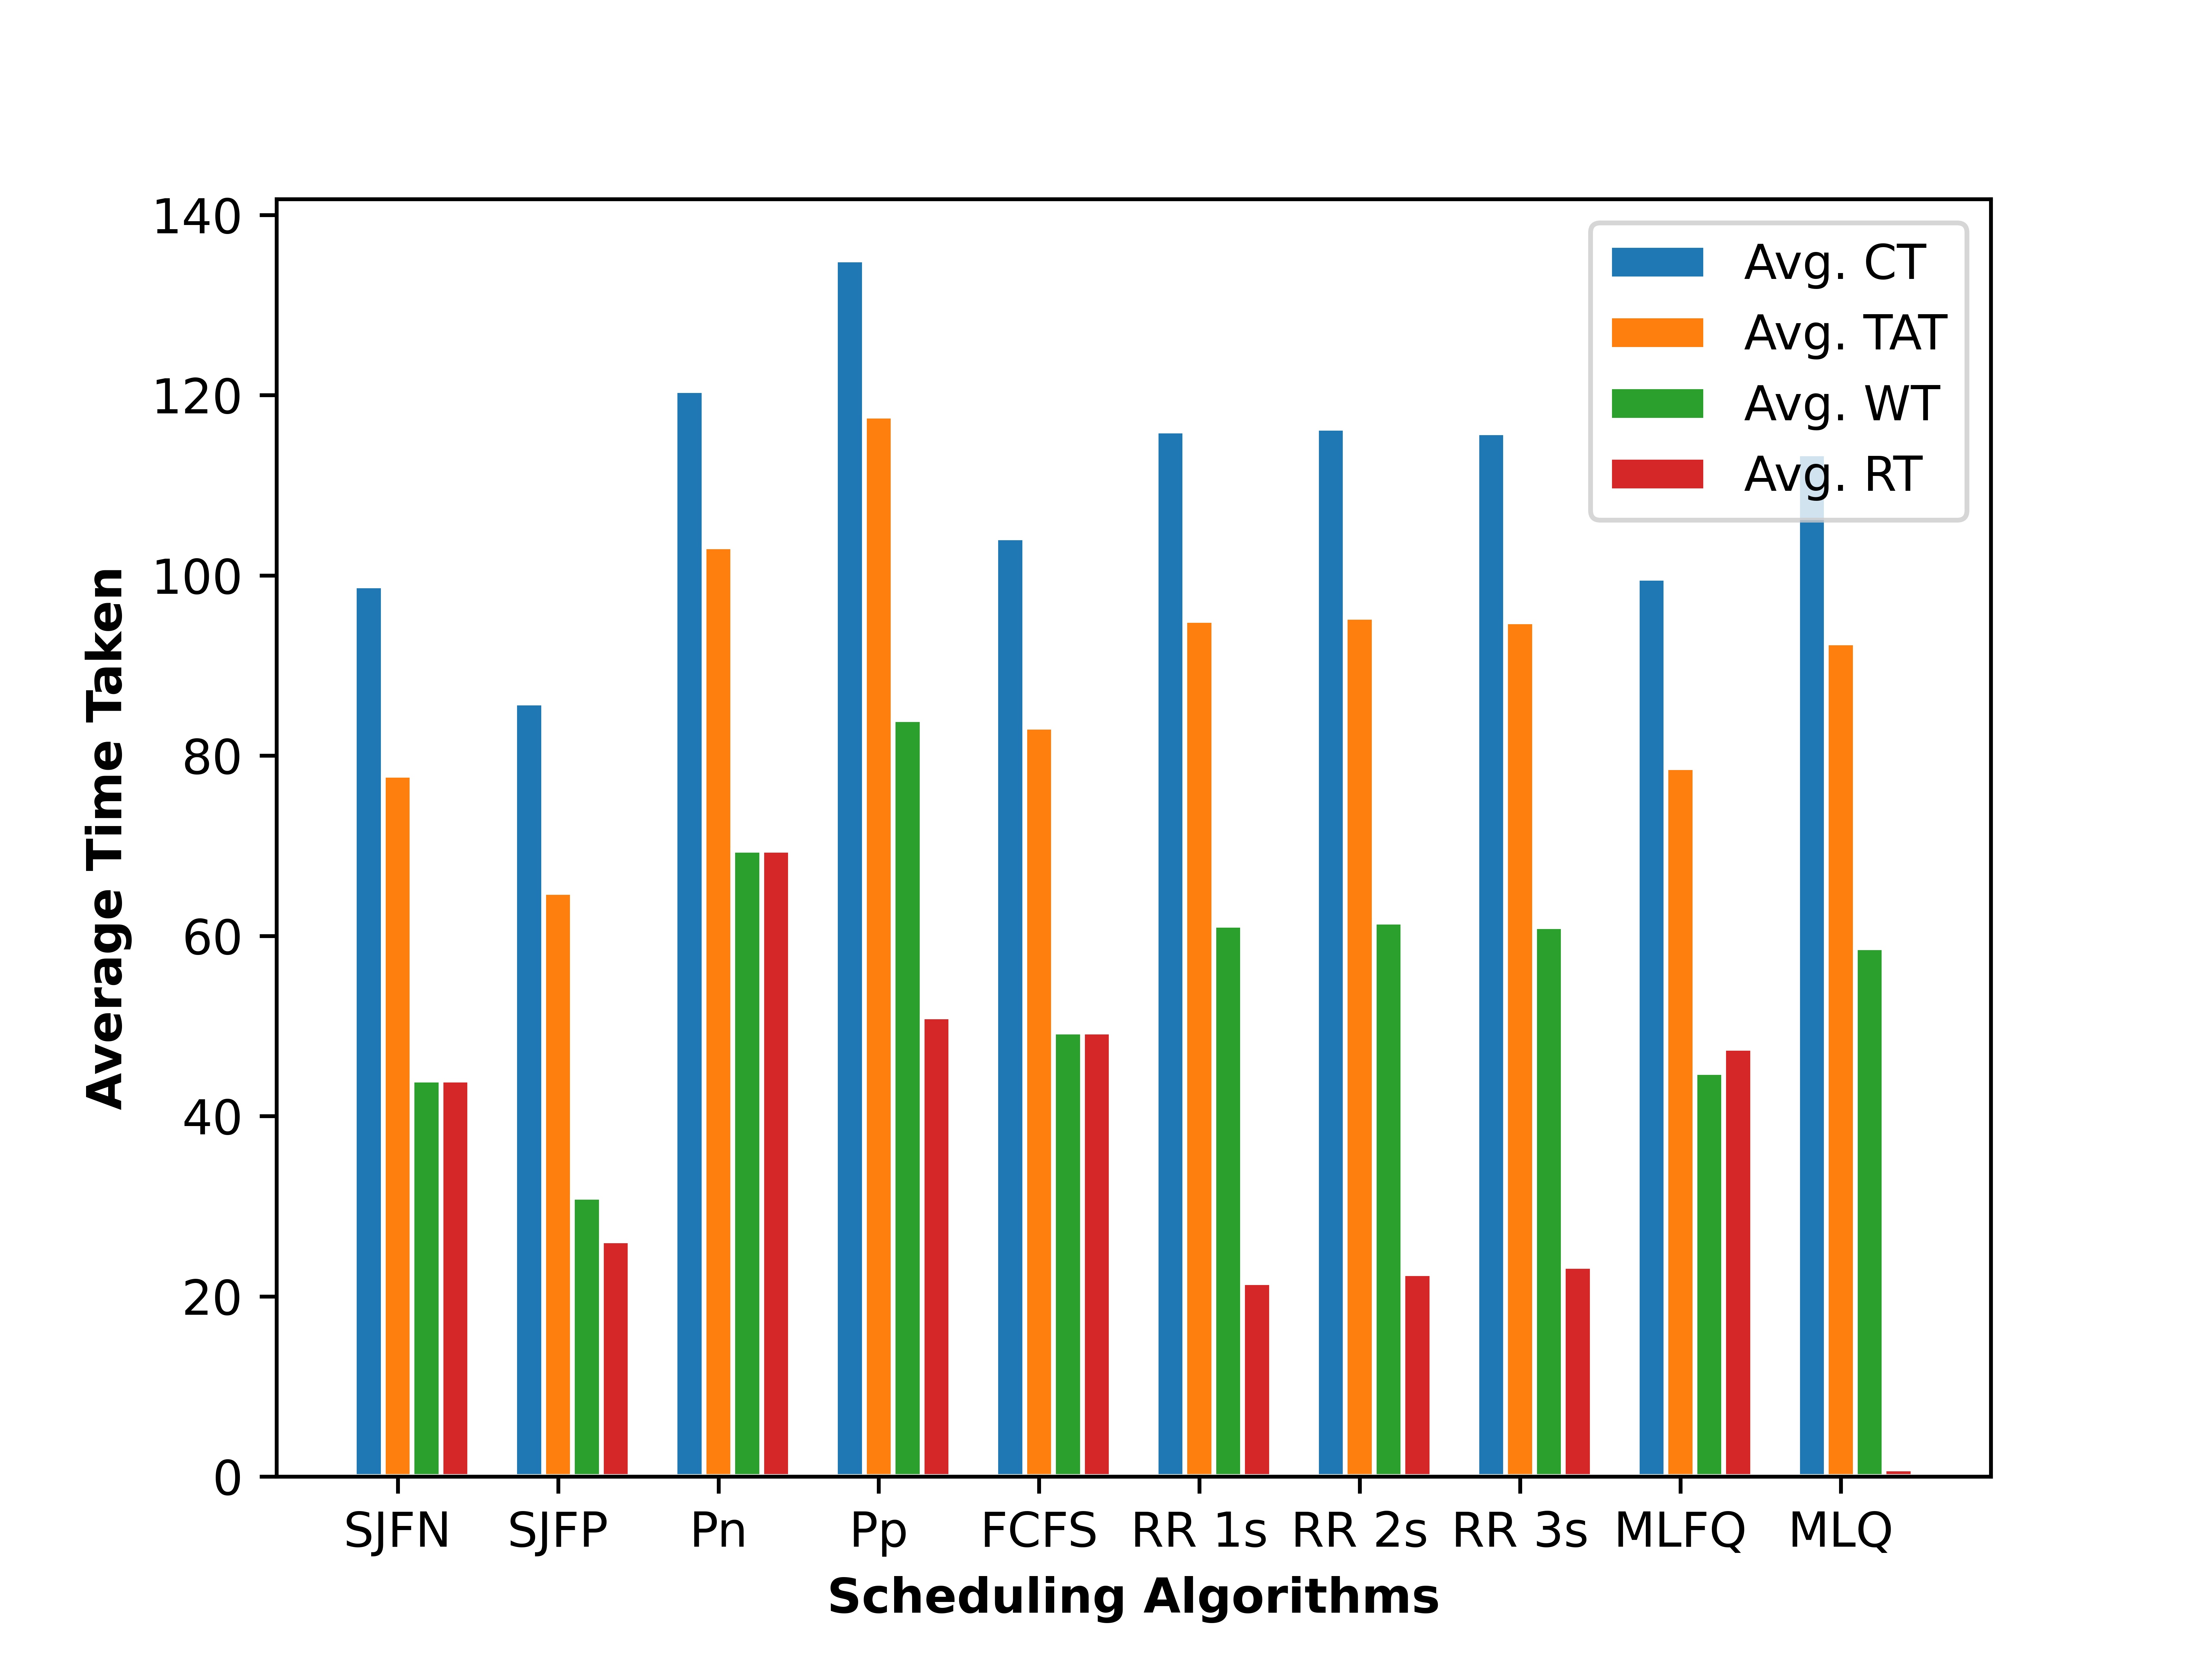 140
120
100
80
60
40
20
0
Average Time Taken
Avg. CT
Avg. TAT
Avg. WT
Avg. RT
SJFN SJFP Pn Pp FCFS RR 1s RR 2s RR 3s MLFQ MLQ
Scheduling Algorithms